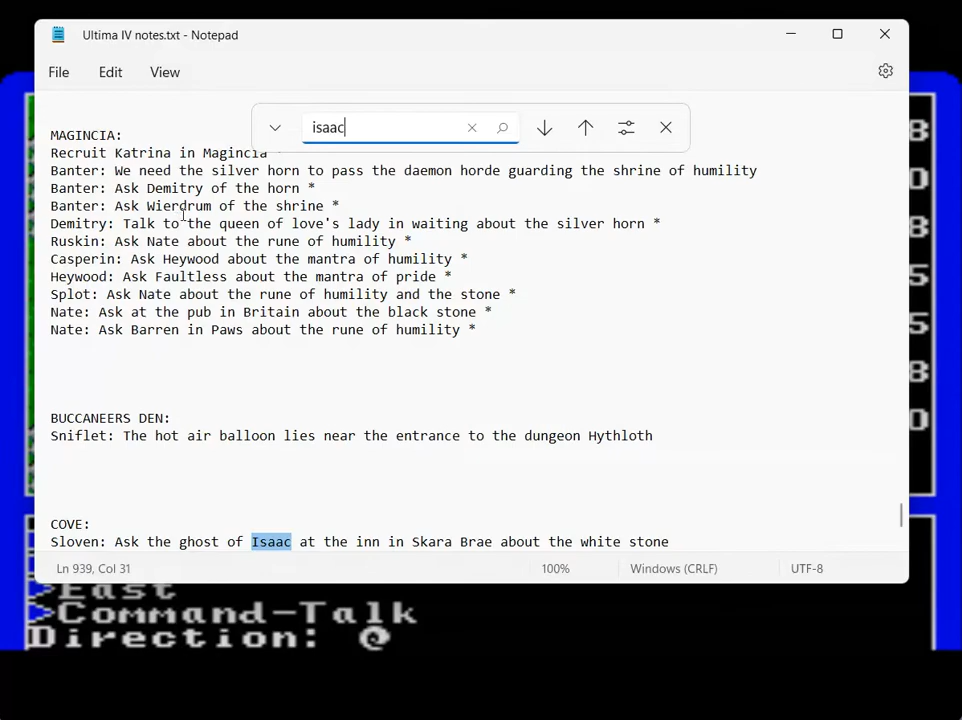 Ultima IV notes.txt - Notepad
File Edit View
isaac
MAGINCIA:
Recruit Katrina in Magincia *
Banter: We need the silver horn to pass the daemon horde guarding the shrine of humility
Banter: Ask Demitry of the horn *
Banter: Ask Wierdrum of the shrine *
Demitry: Talk to the queen of love's lady in waiting about the silver horn *
Ruskin: Ask Nate about the rune of humility *
Casperin: Ask Heywood about the mantra of humility *
Heywood: Ask Faultless about the mantra of pride *
Splot: Ask Nate about the rune of humility and the stone *
Nate: Ask at the pub in Britain about the black stone *
Nate: Ask Barren in Paws about the rune of humility *
BUCCANEERS DEN:
Sniflet: The hot air balloon lies near the entrance to the dungeon Hythloth
COVE:
Sloven: Ask the ghost of Isaac at the inn in Skara Brae about the white stone
Ln 939, Col 31 100% Windows (CRLF) UTF-8
8
0
8
5
5
8
0
>East
>Command-Talk
Direction: @